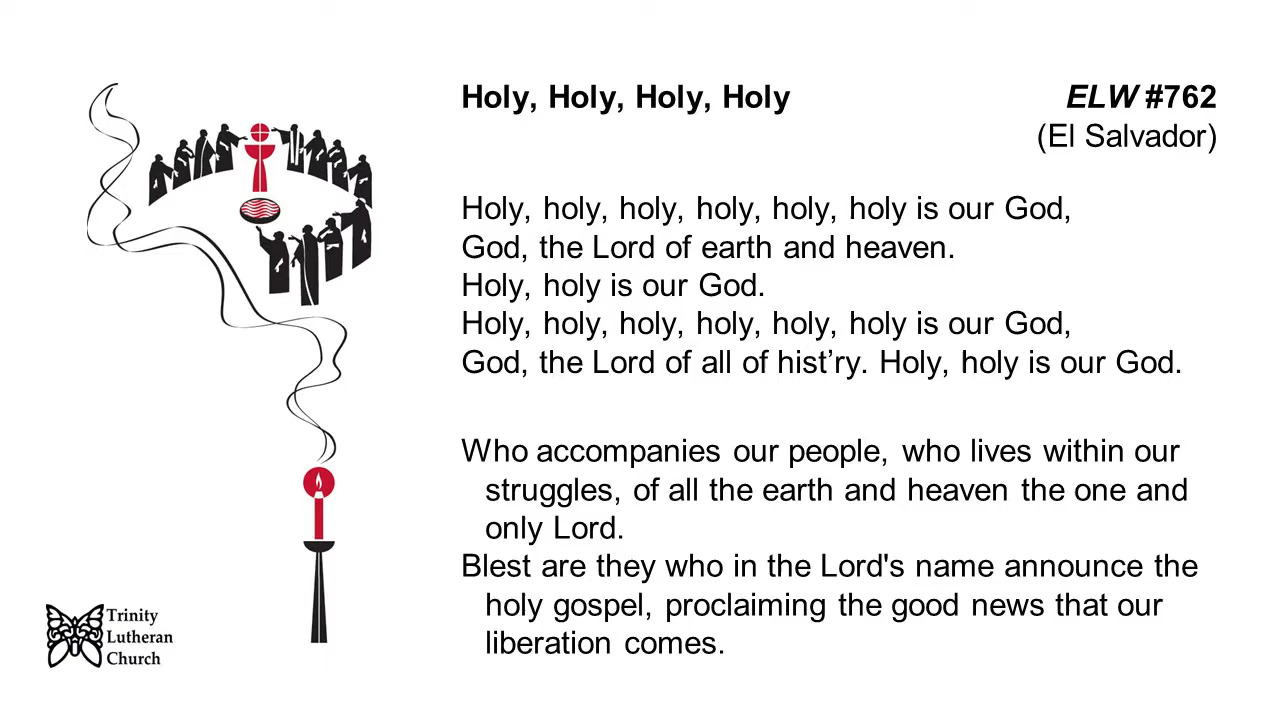 Holy, Holy, Holy, Holy ELW #762
(El Salvador)
Holy, holy, holy, holy, holy, holy is our God,
God, the Lord of earth and heaven.
Holy, holy is our God.
Holy, holy, holy, holy, holy, holy is our God,
God, the Lord of all of hist’ry. Holy, holy is our God.
Who accompanies our people, who lives within our
struggles, of all the earth and heaven the one and
only Lord.
Blest are they who in the Lord's name announce the
holy gospel, proclaiming the good news that our
liberation comes.
Trinity
Lutheran
Church